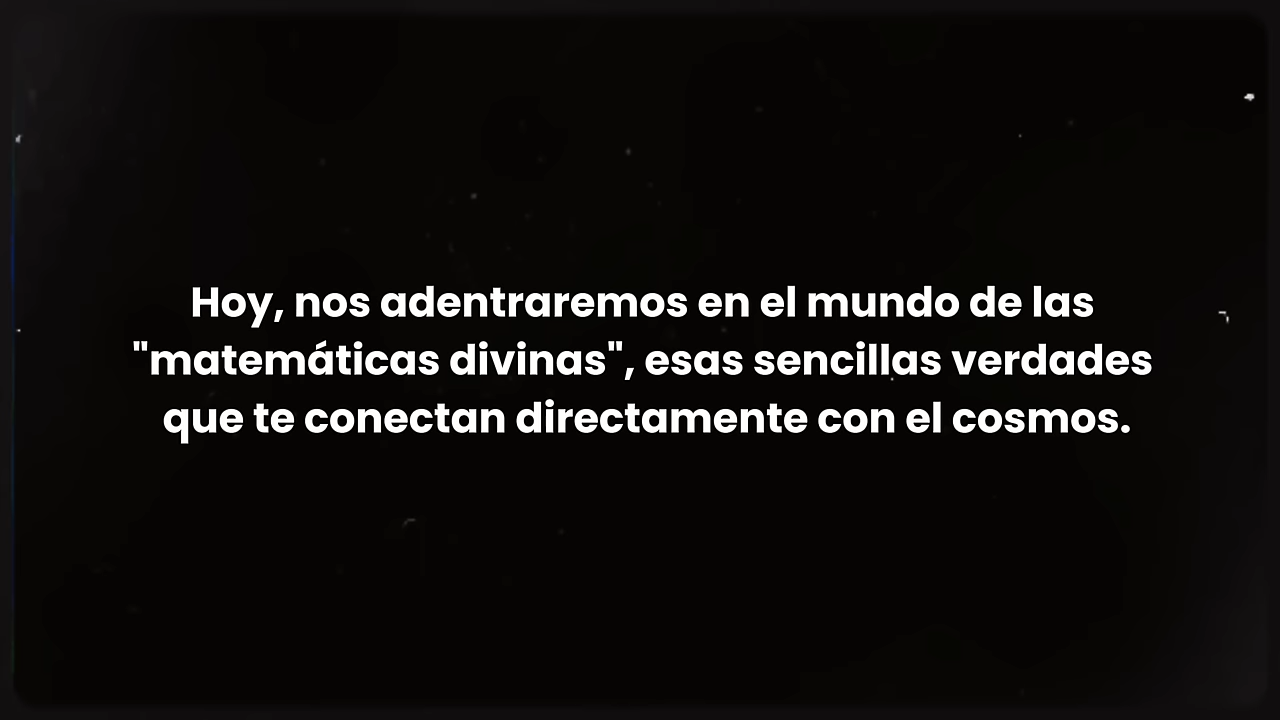 Hoy, nos adentraremos en el mundo de las
"matemáticas divinas", esas sencillas verdades
que te conectan directamente con el cosmos.